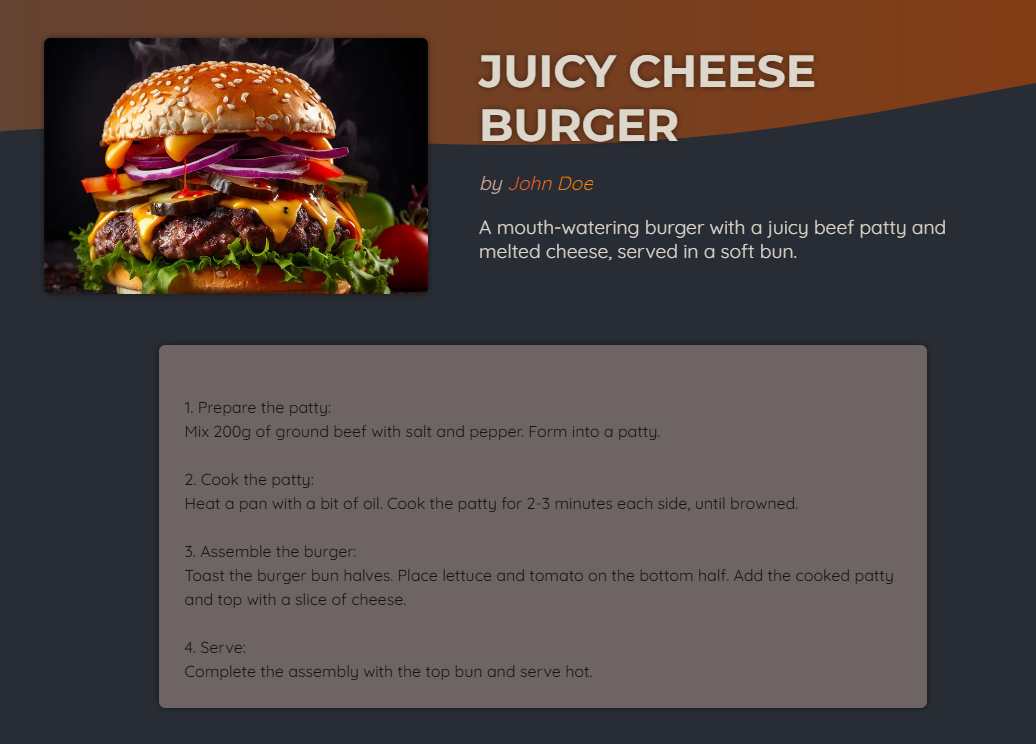 JUICY CHEESE
BURGER
by John Doe
A mouth-watering burger with a juicy beef patty and
melted cheese, served in a soft bun.
1. Prepare the patty:
Mix 200g of ground beef with salt and pepper. Form into a patty.
2. Cook the patty:
Heat a pan with a bit of oil. Cook the patty for 2-3 minutes each side, until browned.
3. Assemble the burger:
Toast the burger bun halves. Place lettuce and tomato on the bottom half. Add the cooked patty
and top with a slice of cheese.
4. Serve:
Complete the assembly with the top bun and serve hot.